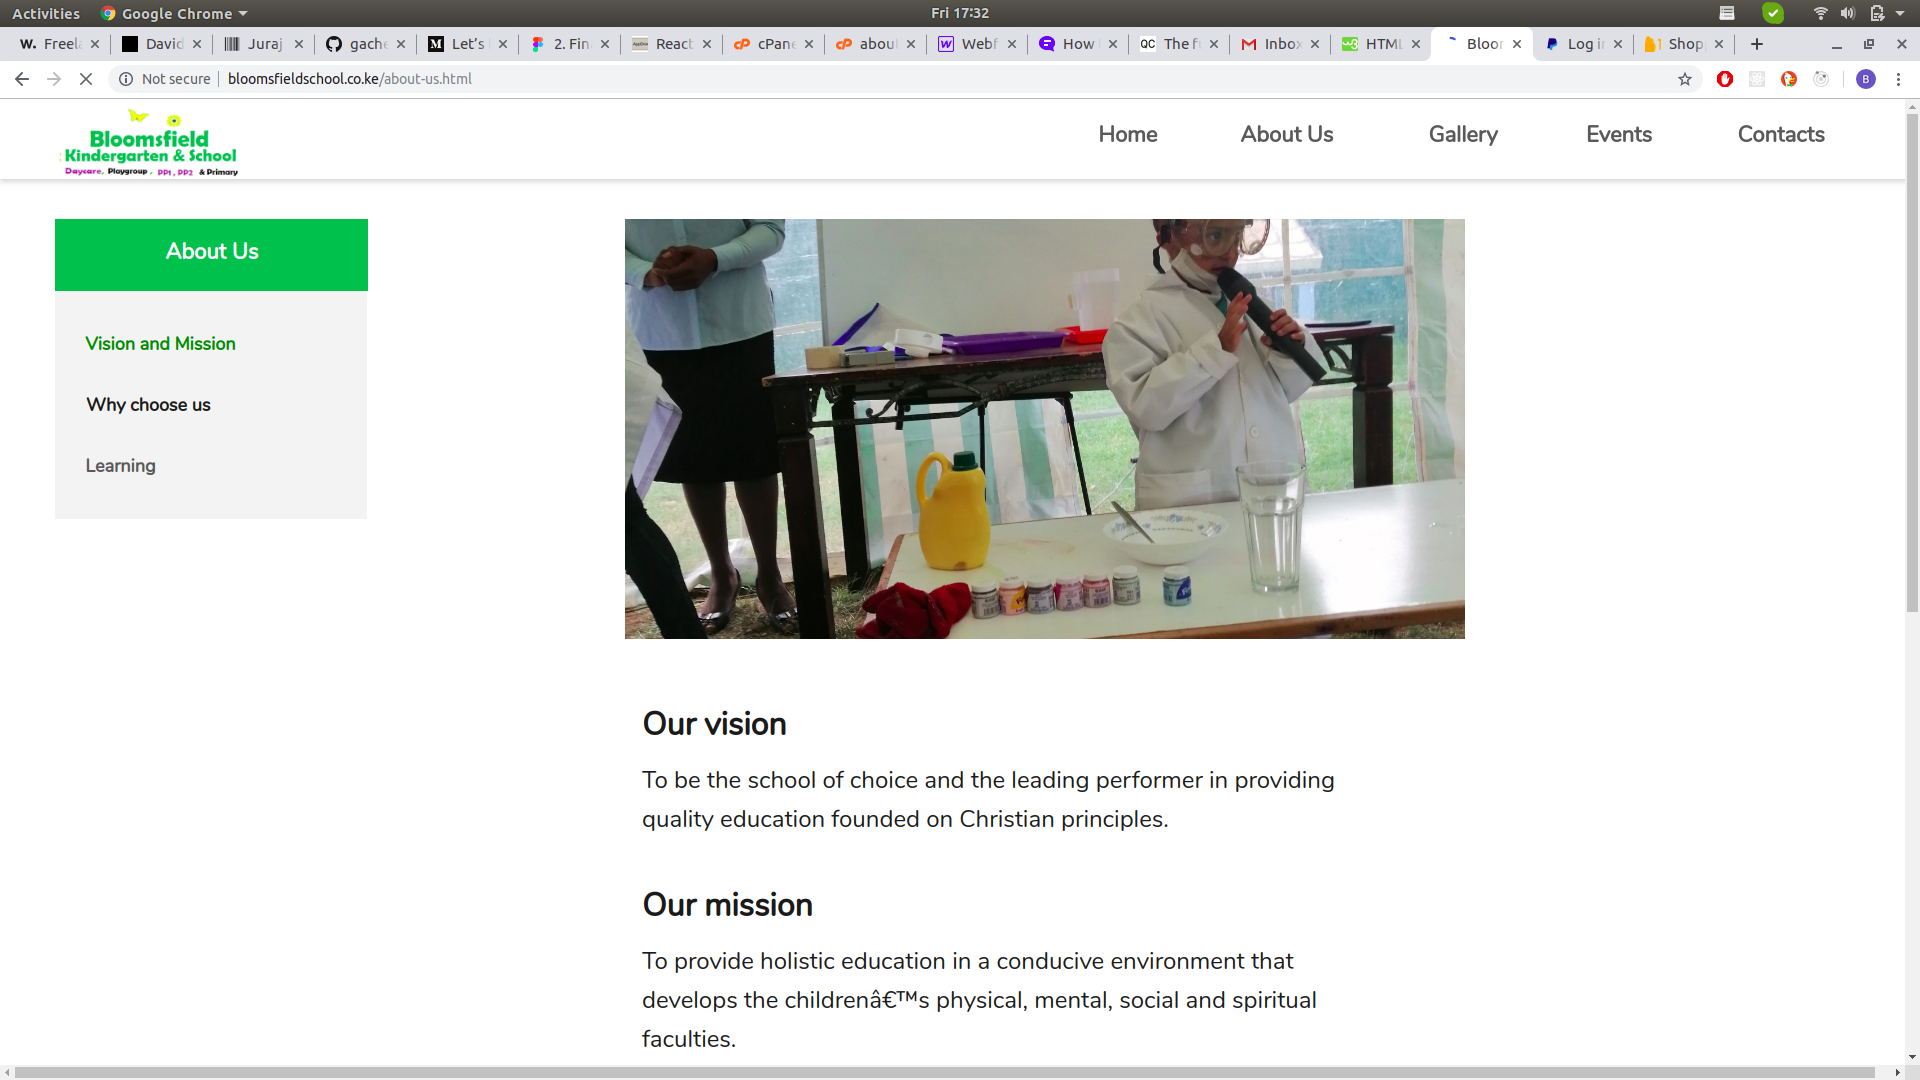 Activities Google Chrome Fri 17:32
W. Freela David Juraj gache Let's 2. Fin React cPane abou Webf How QC The f Inbox HTML Bloor Log in Shop
Not secure bloomsfieldschool.co.ke/about-us.html B
Bloomsfield
Kindergarten & School
Daycare, Playgroup, PP1, PP2 & Primary
Home About Us Gallery Events Contacts
About Us
Vision and Mission
Why choose us
Learning
Our vision
To be the school of choice and the leading performer in providing
quality education founded on Christian principles.
Our mission
To provide holistic education in a conducive environment that
develops the childrenâ€™s physical, mental, social and spiritual
faculties.